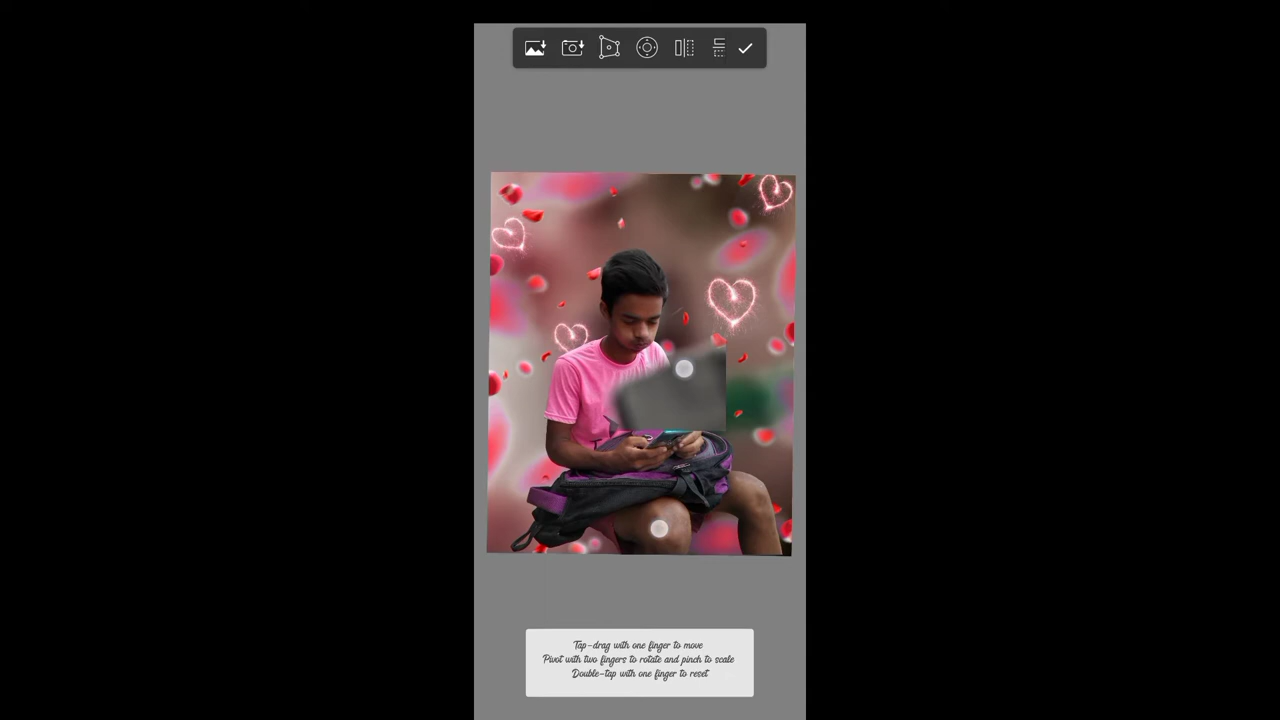 Tap-drag with one finger to move
Pivot with two fingers to rotate and pinch to scale
Double-tap with one finger to reset